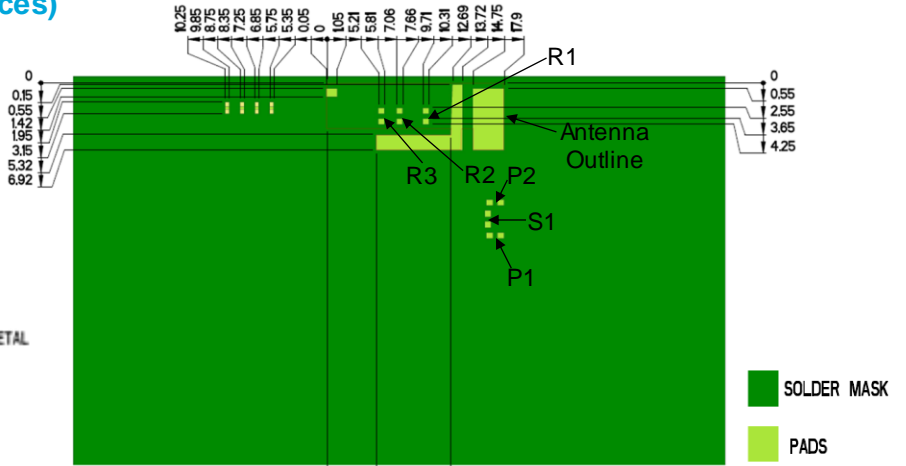 ces)
10.25
9.85
8.75
8.35
7.25
6.85
5.75
5.35
0.05
0
1.05
5.21
5.81
7.06
7.66
9.71
10.31
12.69
13.72
14.75
17.9
0
0.15
0.55
1.42
1.95
3.15
5.32
6.92
0
0.55
2.55
3.65
4.25
R1
Antenna
Outline
R3
R2
P2
S1
P1
ETAL
SOLDER MASK
PADS